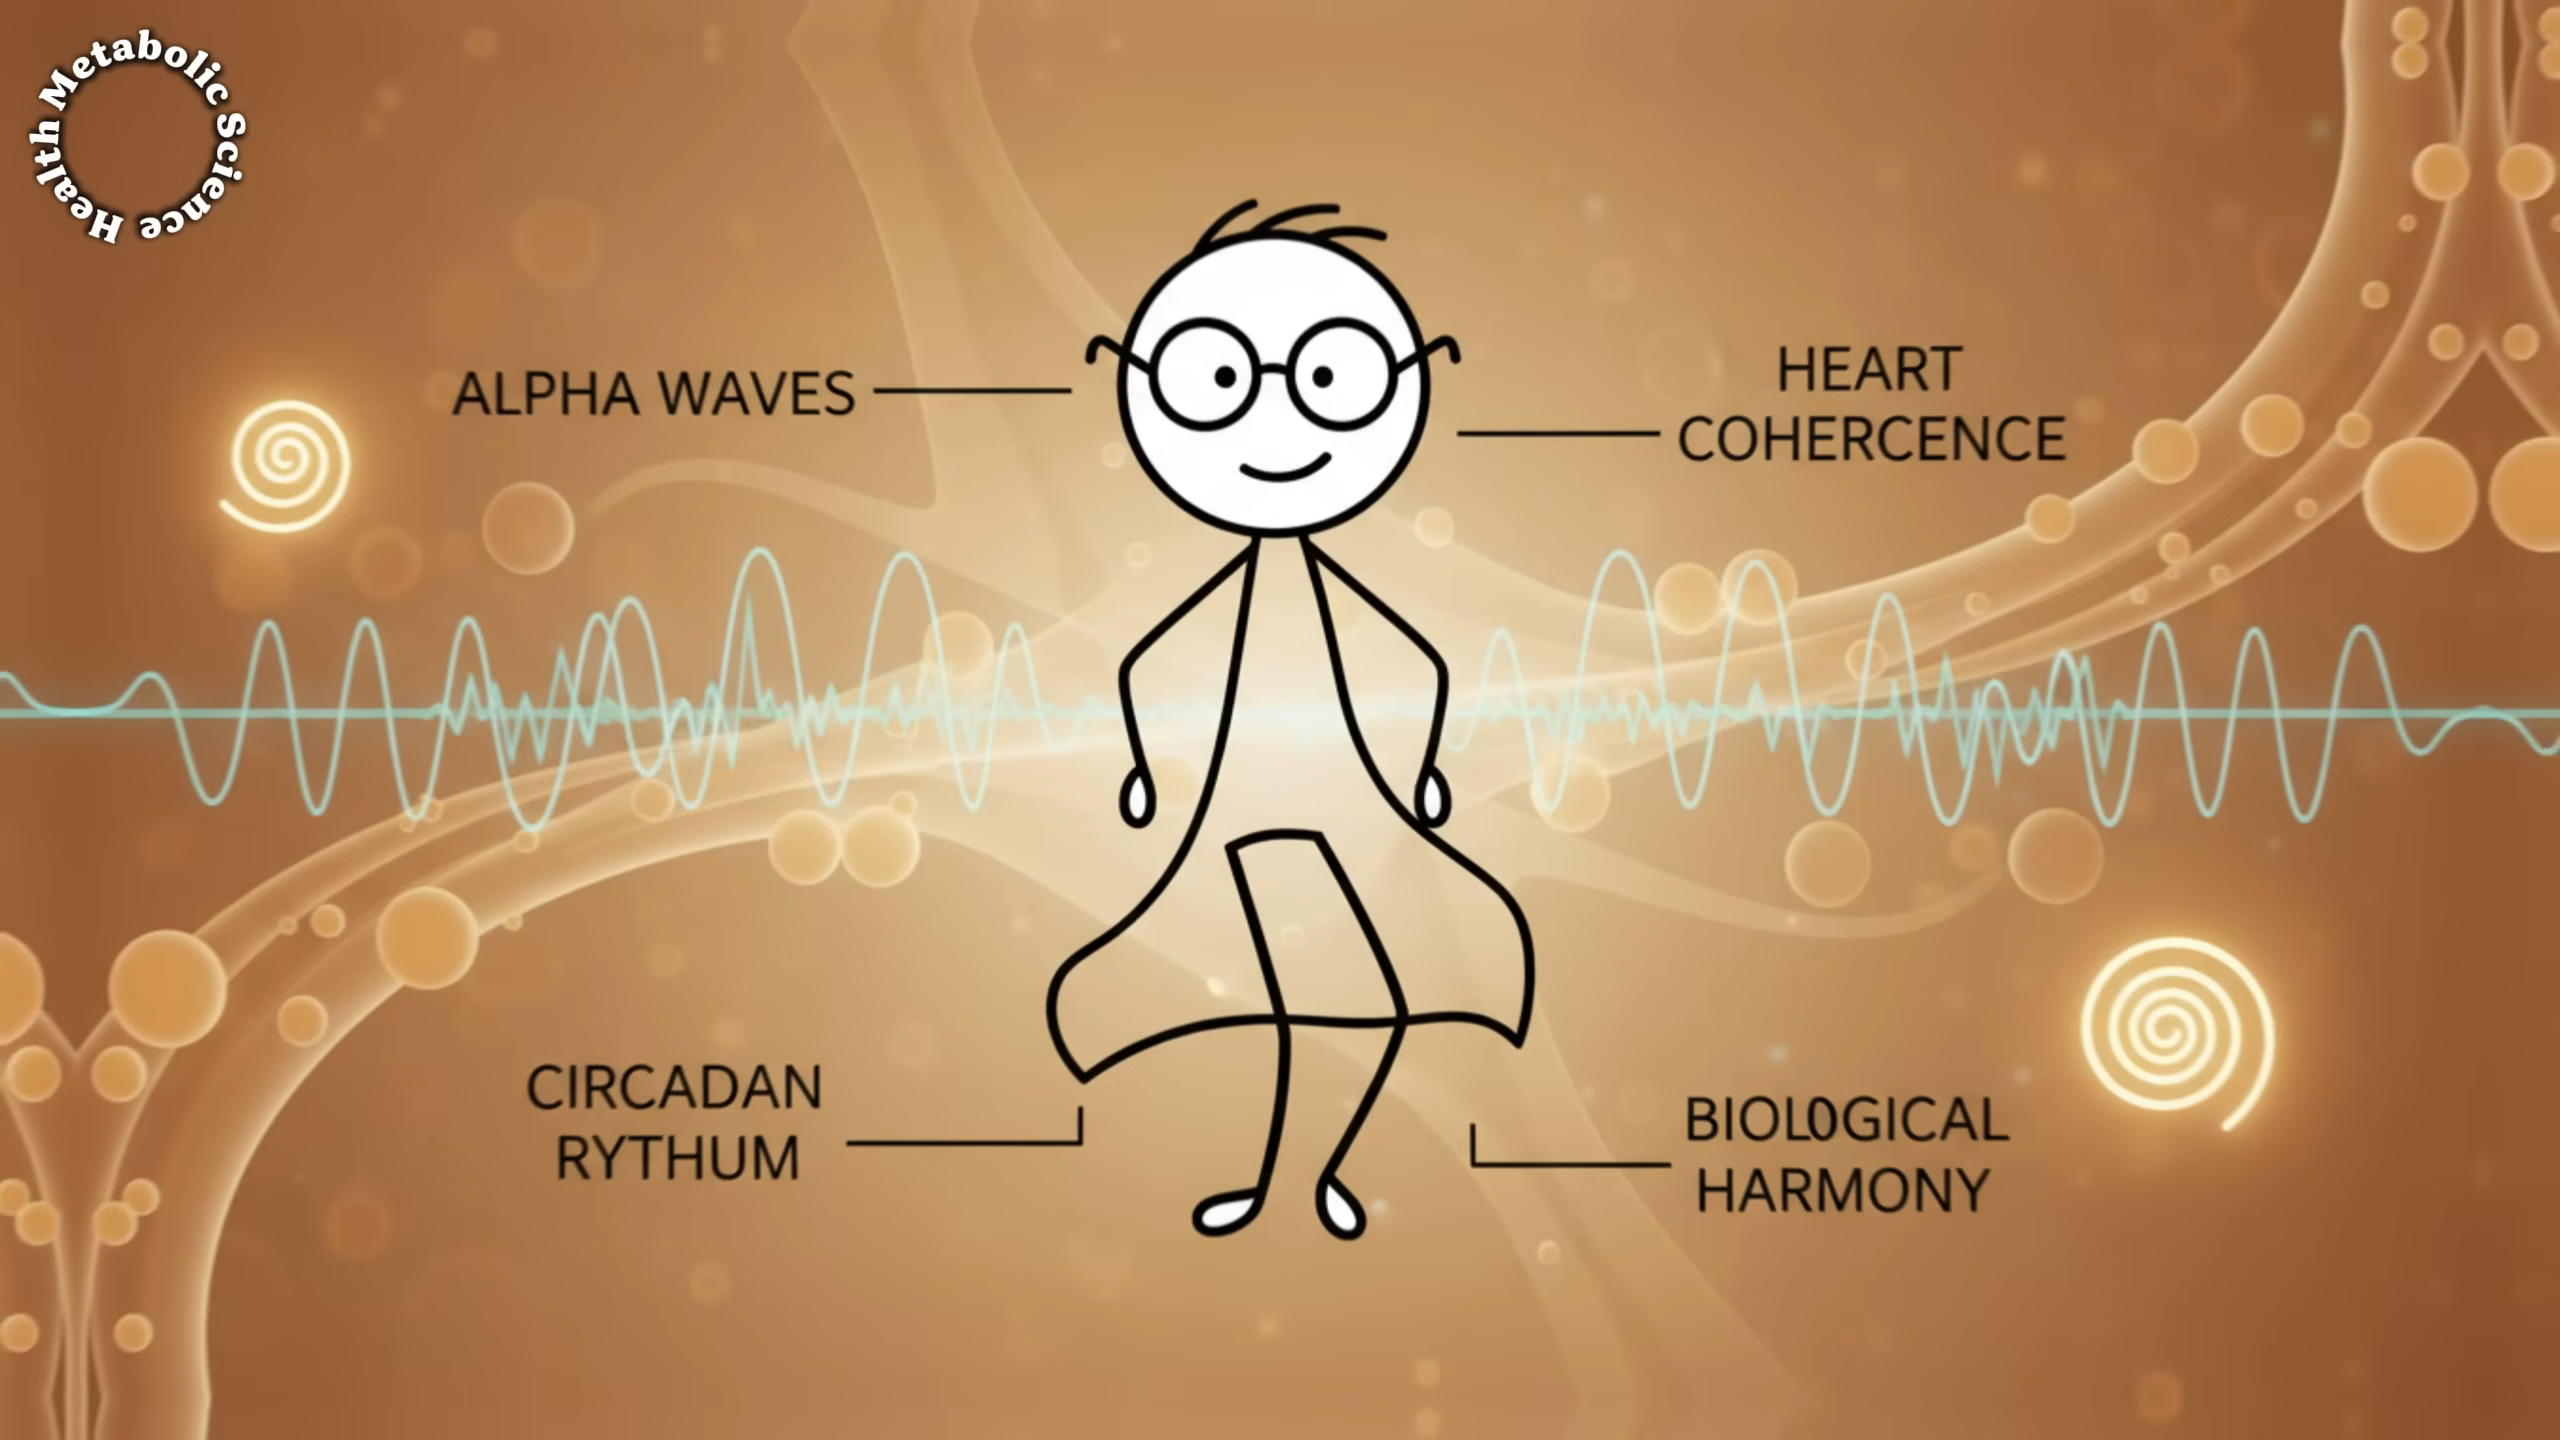 Health Metabolic Science
ALPHA WAVES
HEART
COHERCENCE
CIRCADAN
RYTHUM
BIOL0GICAL
HARMONY